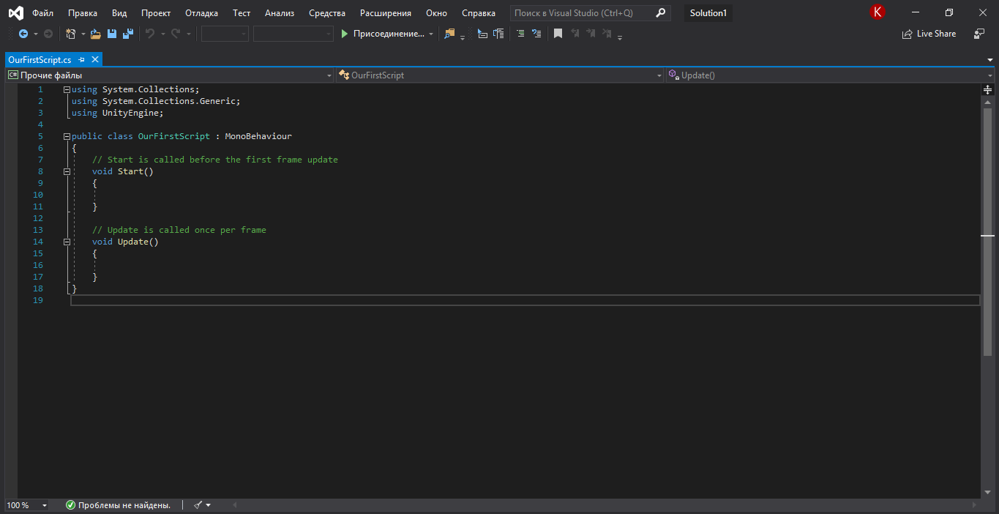 Файл Правка Вид Проект Отладка Тест Анализ Средства Расширения Окно Справка Поиск в Visual Studio (Ctrl+Q) Solution1 K
Присоединение... Live Share
OurFirstScript.cs
C# Прочие файлы OurFirstScript Update()
1 using System.Collections;
2 using System.Collections.Generic;
3 using UnityEngine;
4
5 public class OurFirstScript : MonoBehaviour
6 {
7 // Start is called before the first frame update
8 void Start()
9 {
10
11 }
12
13 // Update is called once per frame
14 void Update()
15 {
16
17 }
18 }
19
100 % Проблемы не найдены.